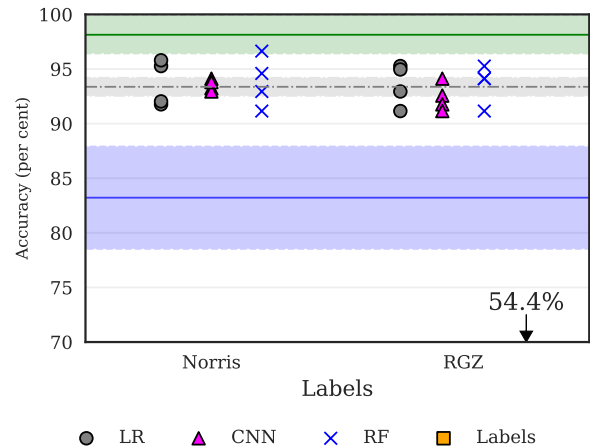 100
95
90
85
80
75
70
Accuracy (per cent)
54.4%
Norris
RGZ
Labels
LR
CNN
RF
Labels